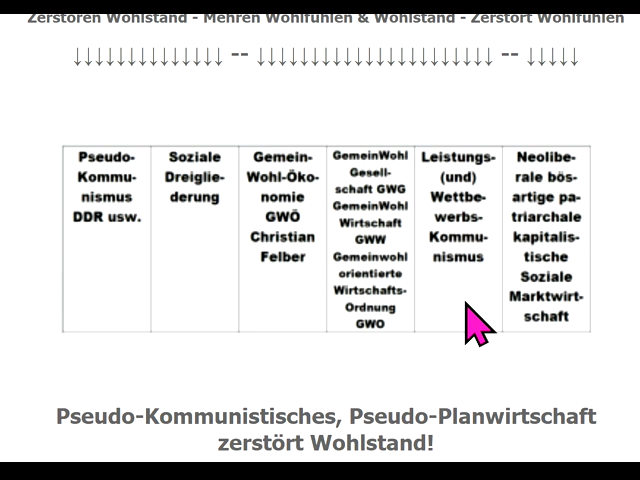 Zerstören Wohlstand - Mehren Wohlfühlen & Wohlstand - Zerstört Wohlfühlen
↓↓↓↓↓↓↓↓↓↓↓↓↓↓ -- ↓↓↓↓↓↓↓↓↓↓↓↓↓↓↓↓↓↓↓↓↓↓ -- ↓↓↓↓↓
Pseudo-
Kommu-
nismus
DDR usw.
Soziale
Dreiglie-
derung
Gemein-
Wohl-Öko-
nomie
GWÖ
Christian
Felber
GemeinWohl
Gesell-
schaft GWG
GemeinWohl
Wirtschaft
GWW
Gemeinwohl
orientierte
Wirtschafts-
Ordnung
GWO
Leistungs-
(und)
Wettbe-
werbs-
Kommu-
nismus
Neolibe-
rale bös-
artige pa-
triarchale
kapitalis-
tische
Soziale
Marktwirt-
schaft
Pseudo-Kommunistisches, Pseudo-Planwirtschaft
zerstört Wohlstand!